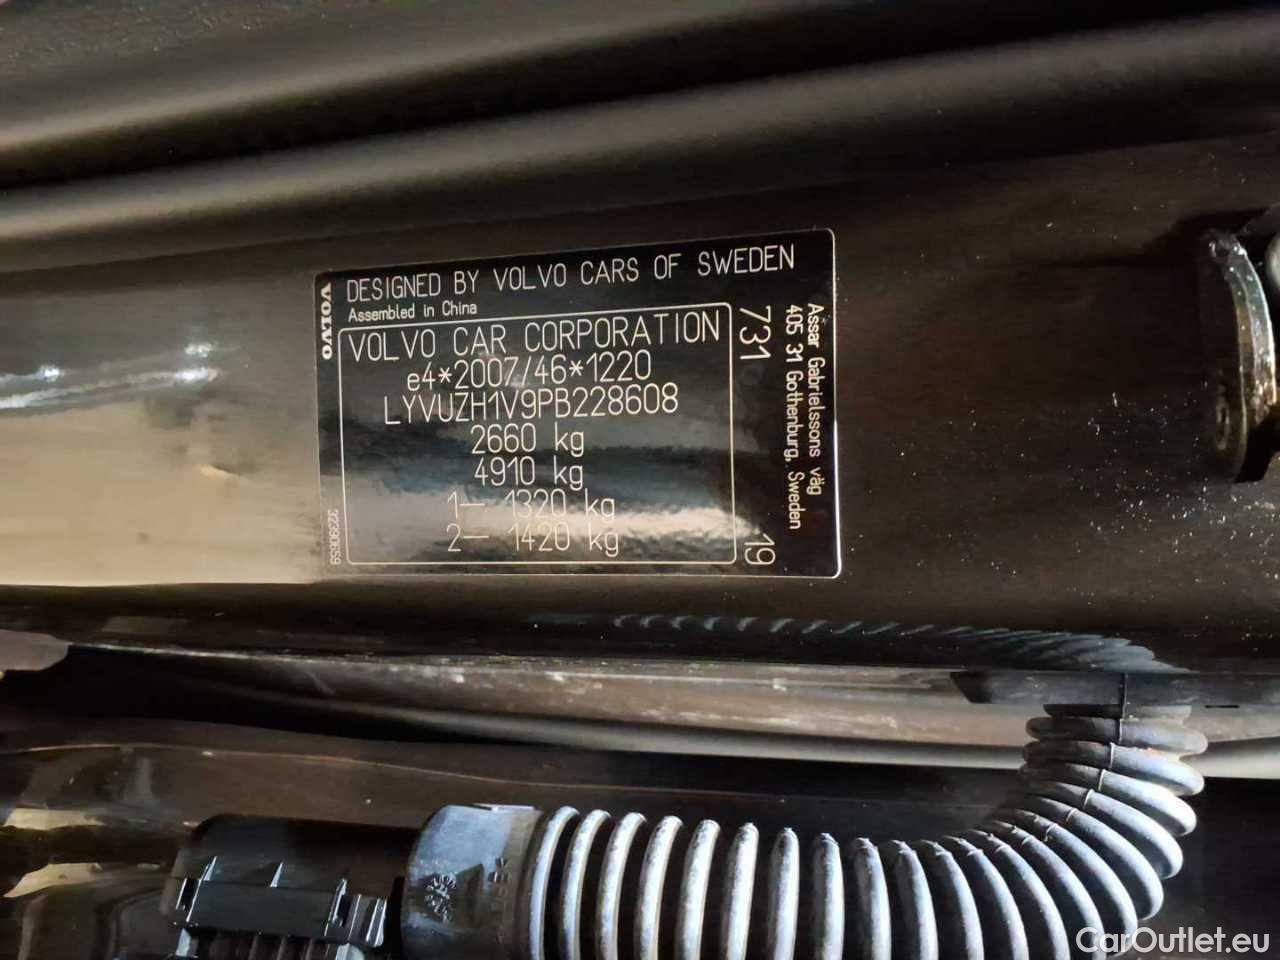 VOLVO
DESIGNED BY VOLVO CARS OF SWEDEN
Assembled in China
VOLVO CAR CORPORATION
e4*2007/46*1220
LYVUZH1V9PB228608
2660 kg
4910 kg
1— 1320 kg
2— 1420 kg
731
19
Assar Gabrielssons väg
405 31 Gothenburg, Sweden
32390659
CarOutlet.eu